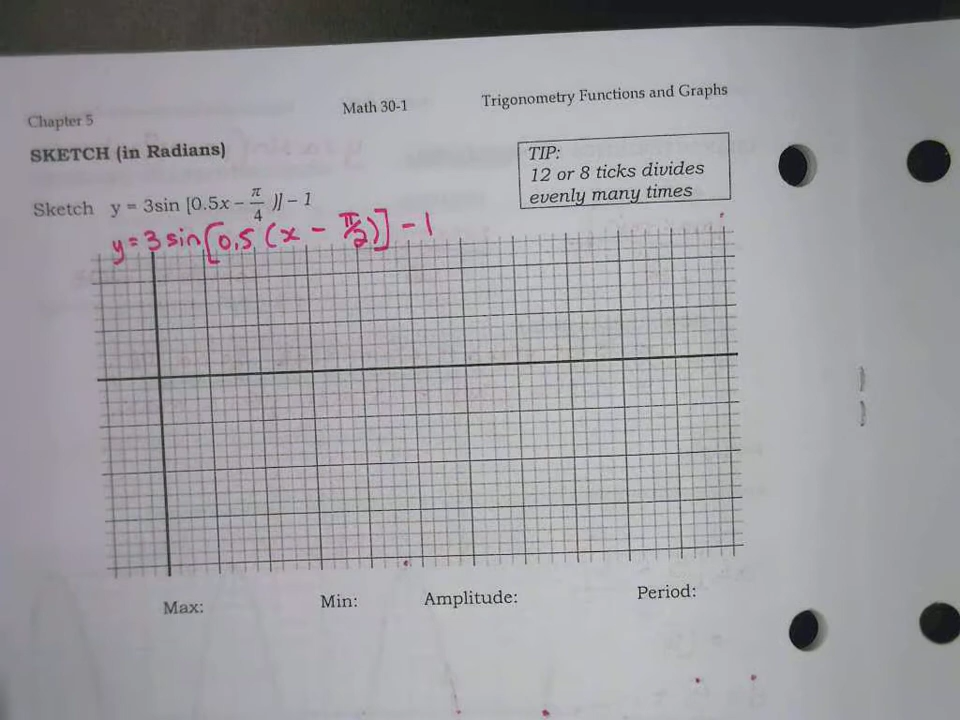 Chapter 5 Math 30-1 Trigonometry Functions and Graphs
SKETCH (in Radians)
TIP:
12 or 8 ticks divides
evenly many times
Sketch y = 3sin [0.5x − π/4 )] − 1
y = 3 sin [0.5 (x − π/2)] − 1
Max: Min: Amplitude: Period: